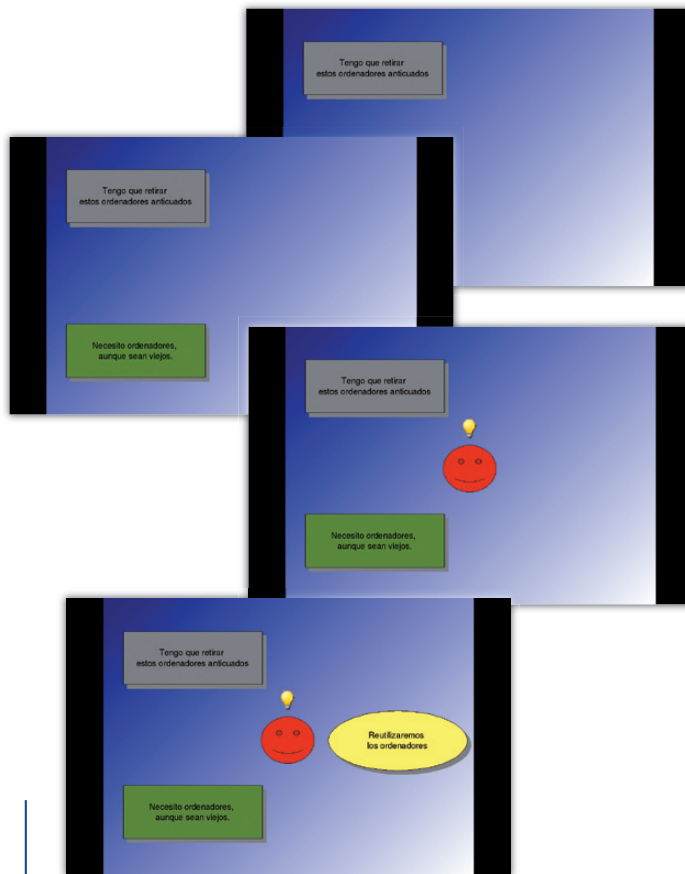 Tengo que retirar
estos ordenadores anticuados
Tengo que retirar
estos ordenadores anticuados
Necesito ordenadores,
aunque sean viejos.
Tengo que retirar
estos ordenadores anticuados
Necesito ordenadores,
aunque sean viejos.
Tengo que retirar
estos ordenadores anticuados
Reutilizaremos
los ordenadores
Necesito ordenadores,
aunque sean viejos.